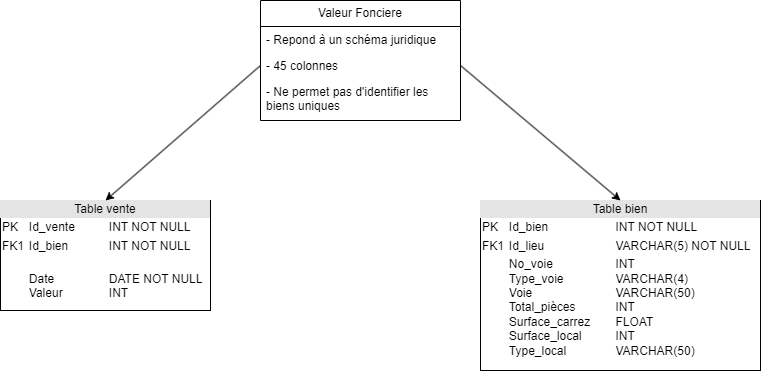 Valeur Fonciere
- Repond à un schéma juridique
- 45 colonnes
- Ne permet pas d'identifier les
biens uniques
Table vente
PK Id_vente INT NOT NULL
FK1 Id_bien INT NOT NULL
Date DATE NOT NULL
Valeur INT
Table bien
PK Id_bien INT NOT NULL
FK1 Id_lieu VARCHAR(5) NOT NULL
No_voie INT
Type_voie VARCHAR(4)
Voie VARCHAR(50)
Total_pièces INT
Surface_carrez FLOAT
Surface_local INT
Type_local VARCHAR(50)